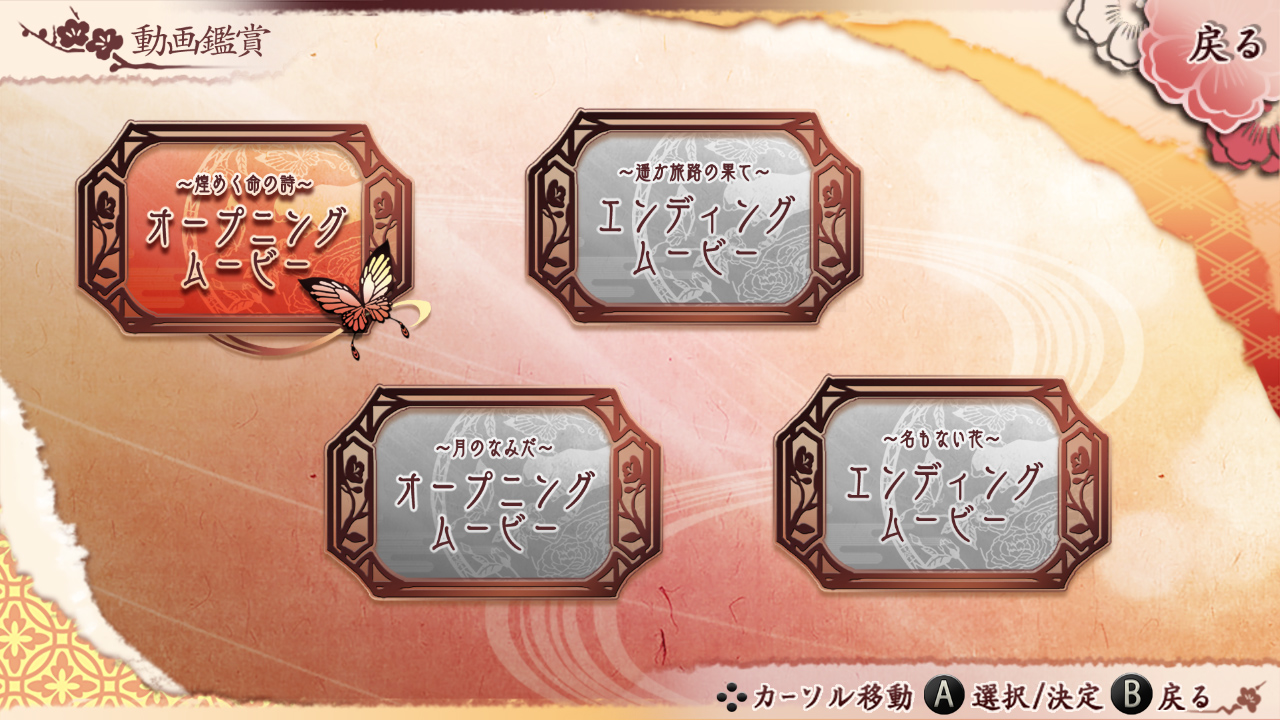 動画鑑賞
戻る
～煌めく命の詩～
オープニング
ムービー
～遥か旅路の果て～
エンディング
ムービー
～月のなみだ～
オープニング
ムービー
～名もない花～
エンディング
ムービー
カーソル移動 A 選択/決定 B 戻る